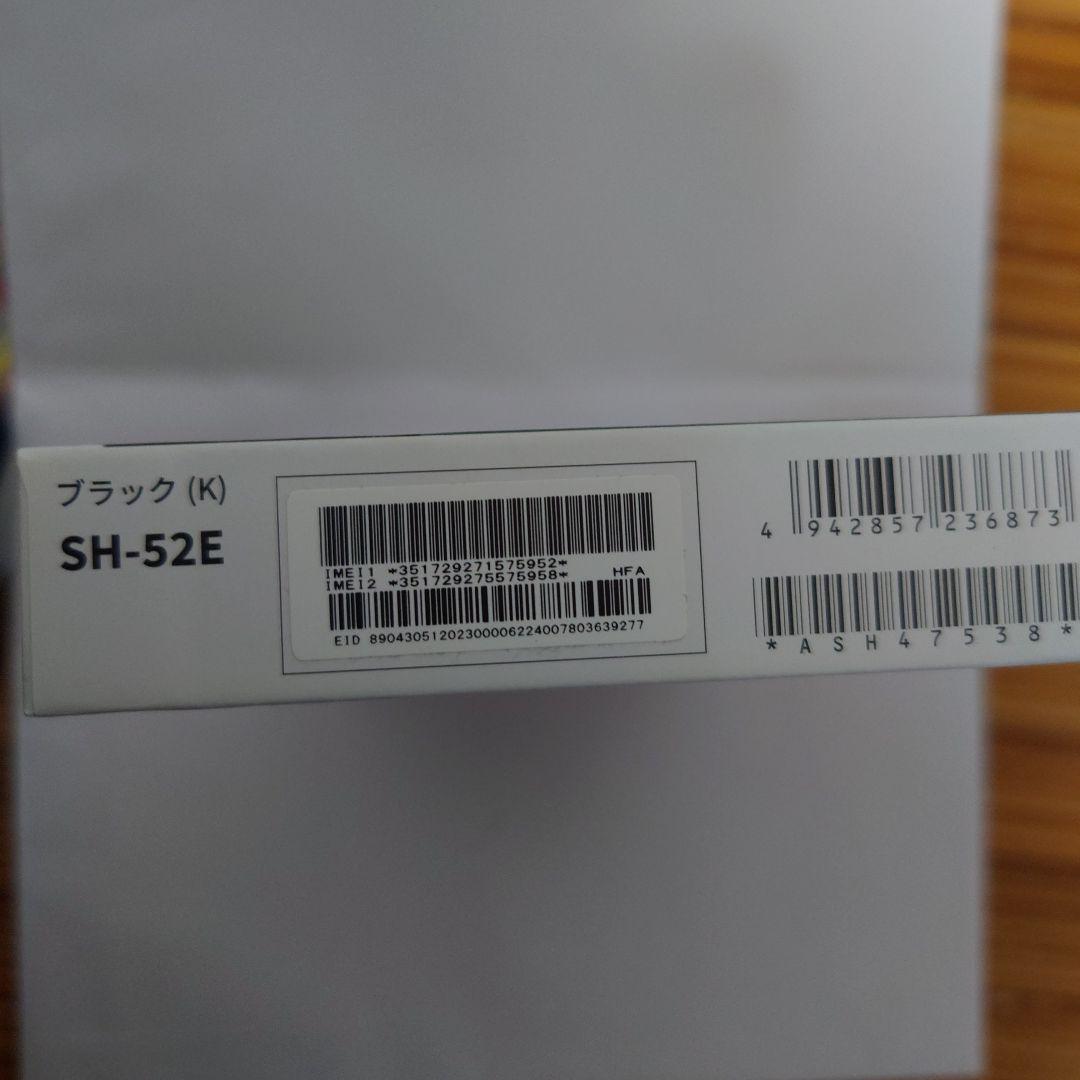 ブラック (K)
SH-52E
IMEI1 *351729271575952*
IMEI2 *351729275575958*
HFA
EID 89043051202300006224007803639277
4 942857 236873
*ASH47538*